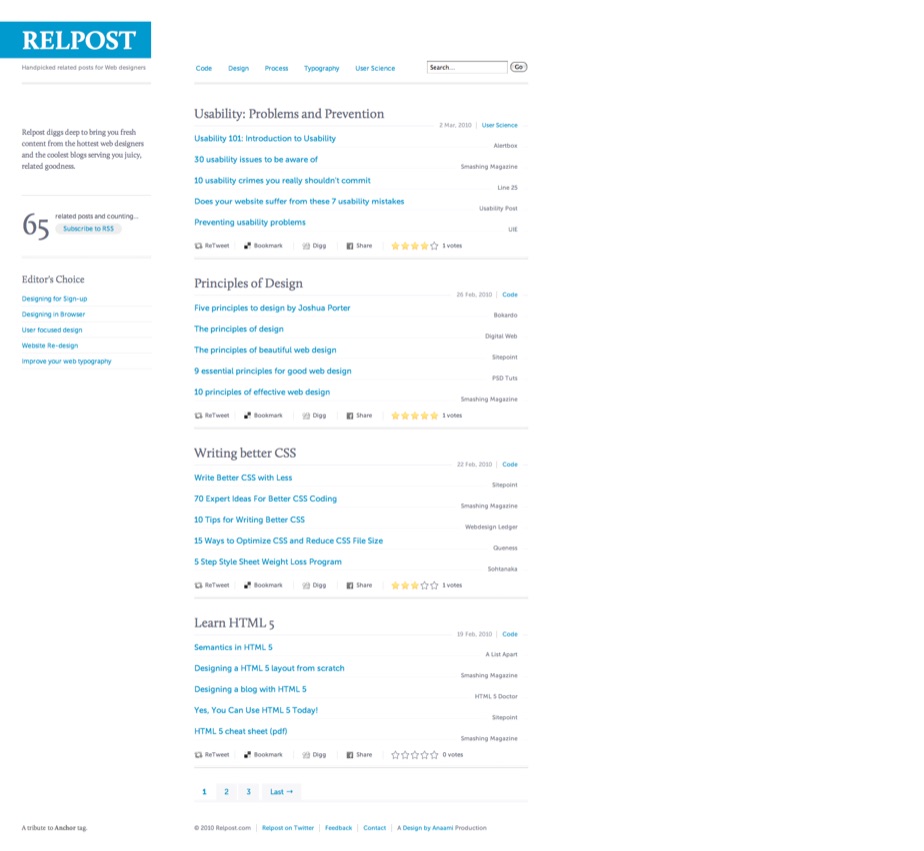 RELPOST
Handpicked related posts for Web designers
Code Design Process Typography User Science Search... Go
Relpost diggs deep to bring you fresh
content from the hottest web designers
and the coolest blogs serving you juicy,
related goodness.
65 related posts and counting...
Subscribe to RSS
Editor's Choice
Designing for Sign-up
Designing in Browser
User focused design
Website Re-design
Improve your web typography
Usability: Problems and Prevention
2 Mar, 2010 | User Science
Usability 101: Introduction to Usability
Alertbox
30 usability issues to be aware of
Smashing Magazine
10 usability crimes you really shouldn't commit
Line 25
Does your website suffer from these 7 usability mistakes
Usability Post
Preventing usability problems
UIE
ReTweet Bookmark Digg Share 1 votes
Principles of Design
26 Feb, 2010 | Code
Five principles to design by Joshua Porter
Bokardo
The principles of design
Digital Web
The principles of beautiful web design
Sitepoint
9 essential principles for good web design
PSD Tuts
10 principles of effective web design
Smashing Magazine
ReTweet Bookmark Digg Share 1 votes
Writing better CSS
22 Feb, 2010 | Code
Write Better CSS with Less
Sitepoint
70 Expert Ideas For Better CSS Coding
Smashing Magazine
10 Tips for Writing Better CSS
Webdesign Ledger
15 Ways to Optimize CSS and Reduce CSS File Size
Queness
5 Step Style Sheet Weight Loss Program
Sohtanaka
ReTweet Bookmark Digg Share 1 votes
Learn HTML 5
19 Feb, 2010 | Code
Semantics in HTML 5
A List Apart
Designing a HTML 5 layout from scratch
Smashing Magazine
Designing a blog with HTML 5
HTML 5 Doctor
Yes, You Can Use HTML 5 Today!
Sitepoint
HTML 5 cheat sheet (pdf)
Smashing Magazine
ReTweet Bookmark Digg Share 0 votes
1 2 3 Last →
A tribute to Anchor tag.
© 2010 Relpost.com | Relpost on Twitter | Feedback | Contact | A Design by Anaami Production